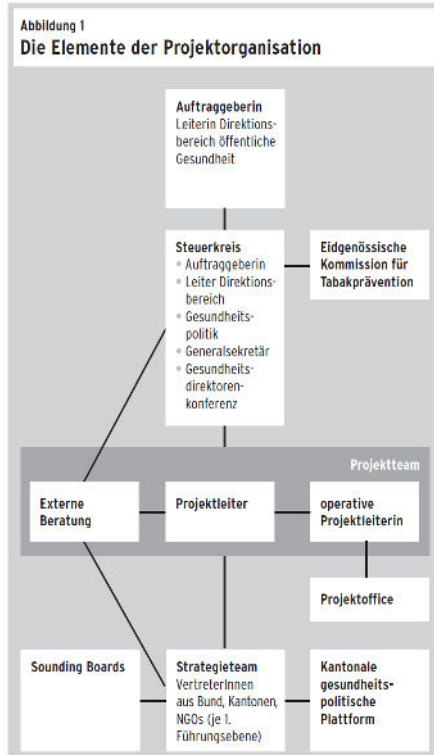 Abbildung 1
Die Elemente der Projektorganisation
Auftraggeberin
Leiterin Direktions-
bereich öffentliche
Gesundheit
Steuerkreis
• Auftraggeberin
• Leiter Direktions-
bereich
• Gesundheits-
politik
• Generalsekretär
• Gesundheits-
direktoren-
konferenz
Eidgenössische
Kommission für
Tabakprävention
Projektteam
Externe
Beratung
Projektleiter
operative
Projektleiterin
Projektoffice
Sounding Boards
Strategieteam
VertreterInnen
aus Bund, Kantonen,
NGOs (je 1.
Führungsebene)
Kantonale
gesundheits-
politische
Plattform